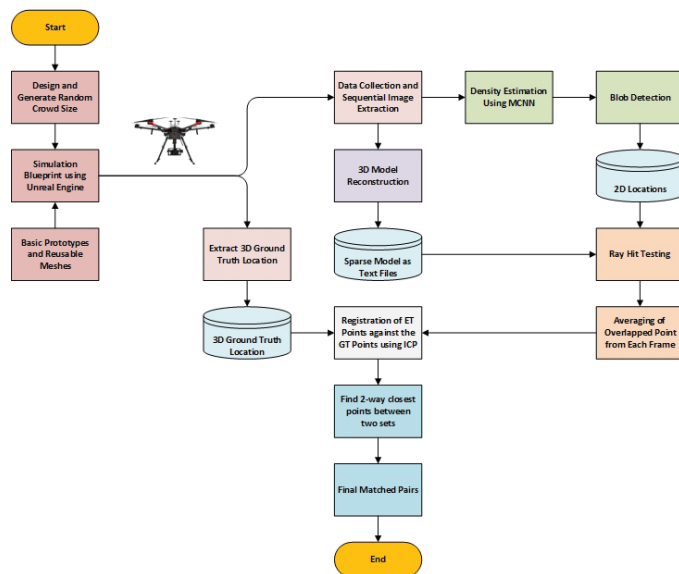 Start
Design and
Generate Random
Crowd Size
Simulation
Blueprint using
Unreal Engine
Basic Prototypes
and Reusable
Meshes
Data Collection and
Sequential Image
Extraction
Density Estimation
Using MCNN
Blob Detection
3D Model
Reconstruction
2D Locations
Extract 3D Ground
Truth Location
Sparse Model as
Text Files
Ray Hit Testing
3D Ground Truth
Location
Registration of ET
Points against the
GT Points using ICP
Averaging of
Overlapped Point
from Each Frame
Find 2-way closest
points between
two sets
Final Matched Pairs
End